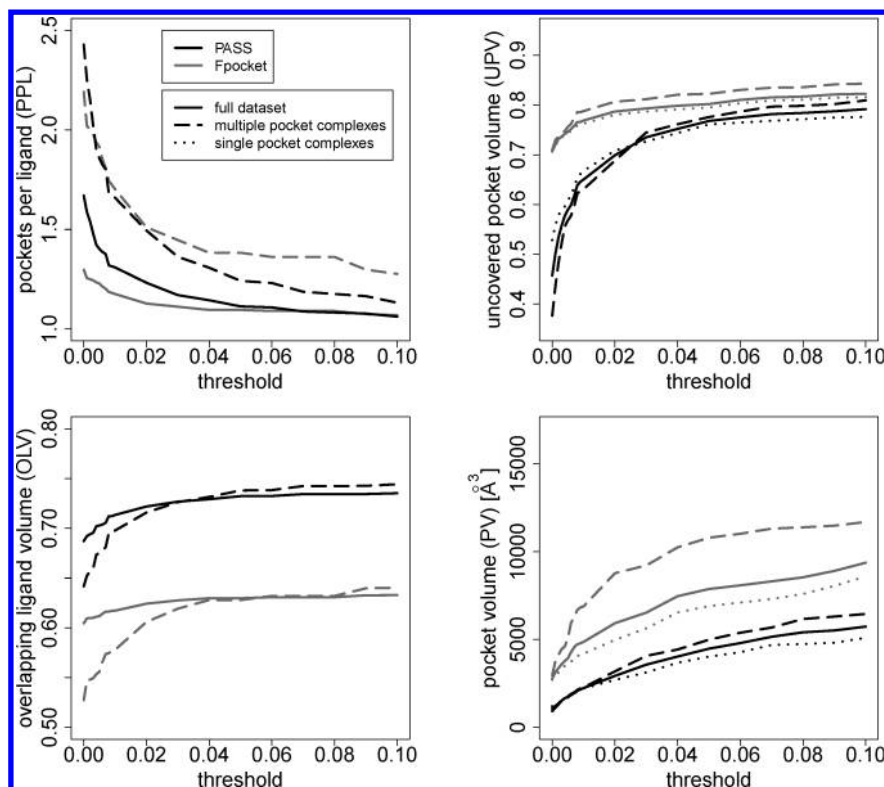 pockets per ligand (PPL)
2.5
2.0
1.5
1.0
PASS
Fpocket
full dataset
multiple pocket complexes
single pocket complexes
0.00 0.02 0.04 0.06 0.08 0.10
threshold
uncovered pocket volume (UPV)
0.9
0.8
0.7
0.6
0.5
0.4
0.00 0.02 0.04 0.06 0.08 0.10
threshold
overlapping ligand volume (OLV)
0.80
0.70
0.60
0.50
0.00 0.02 0.04 0.06 0.08 0.10
threshold
pocket volume (PV) [Å³]
15000
10000
5000
0
0.00 0.02 0.04 0.06 0.08 0.10
threshold